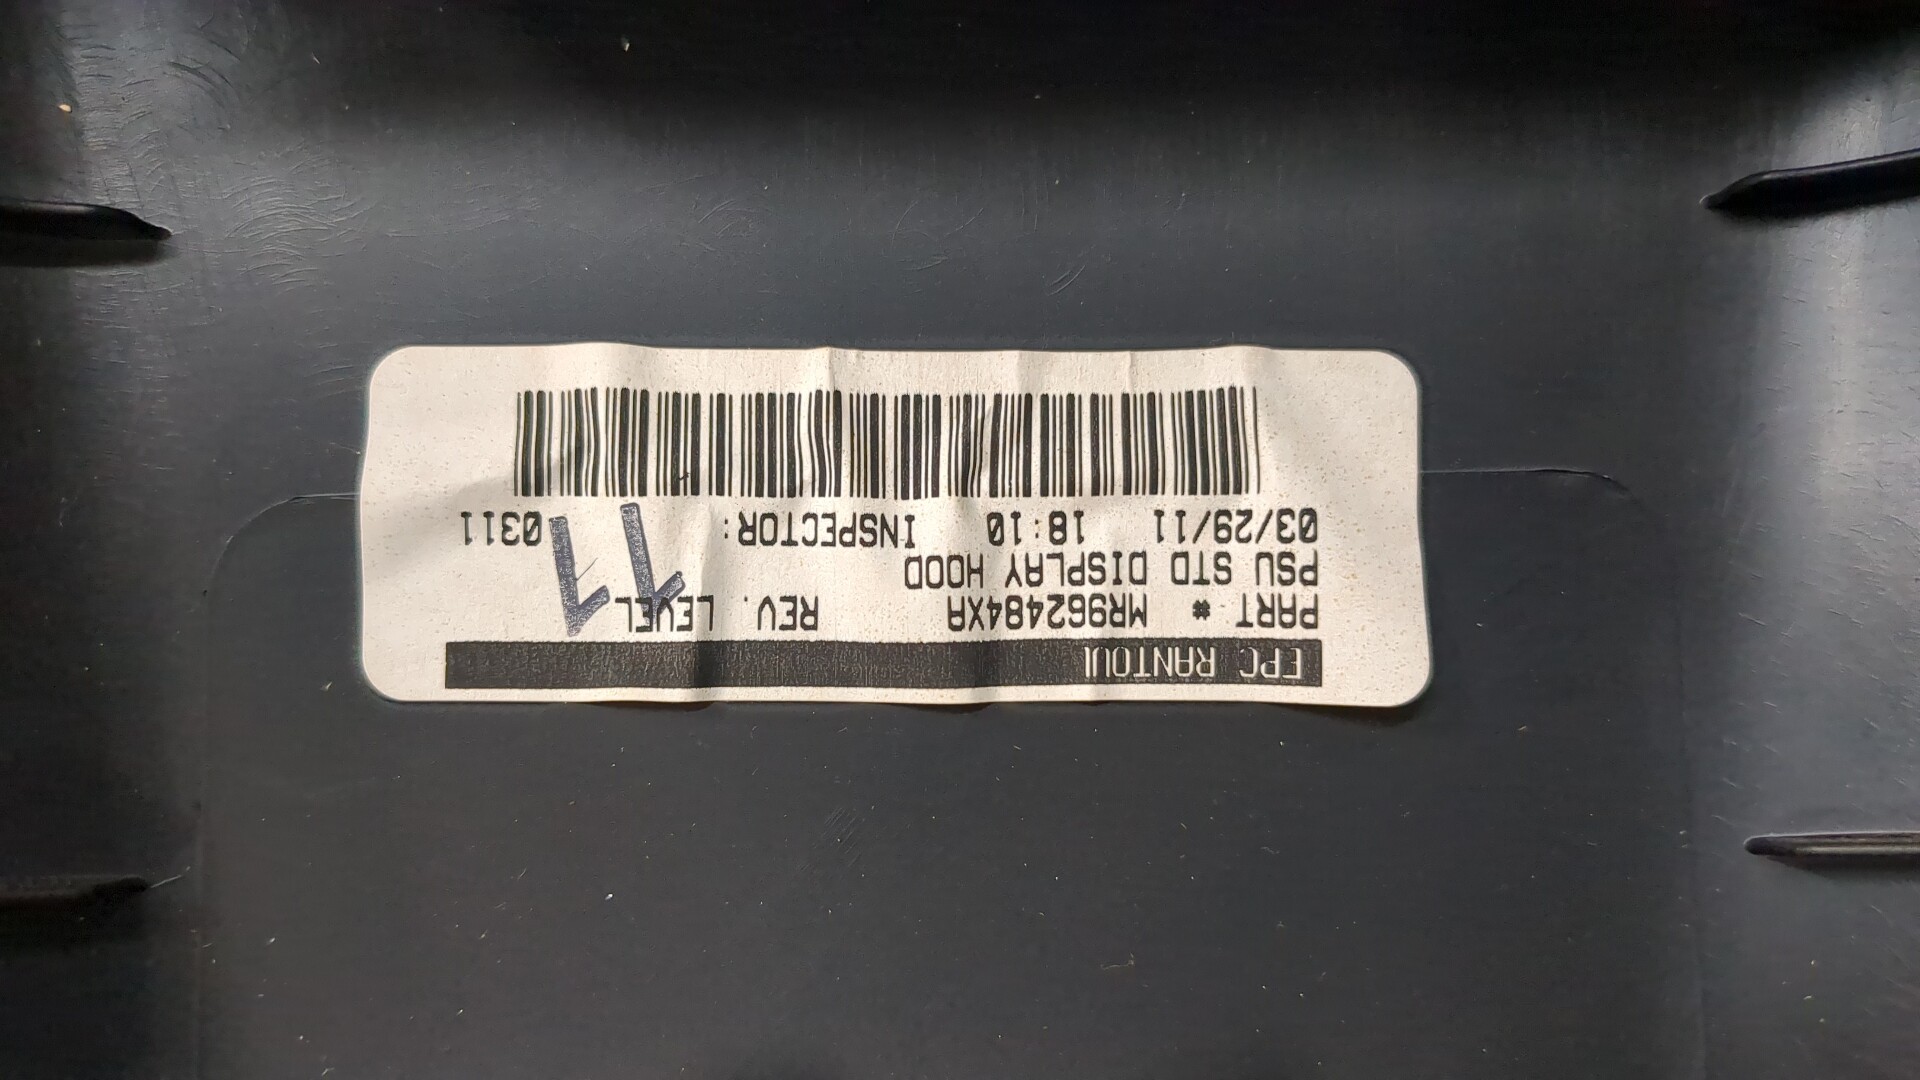 EPC RANTOUL
PART # MR962484XA REV. LEVEL
PSU STD DISPLAY HOOD
03/29/11 18:10 INSPECTOR: 0311
11